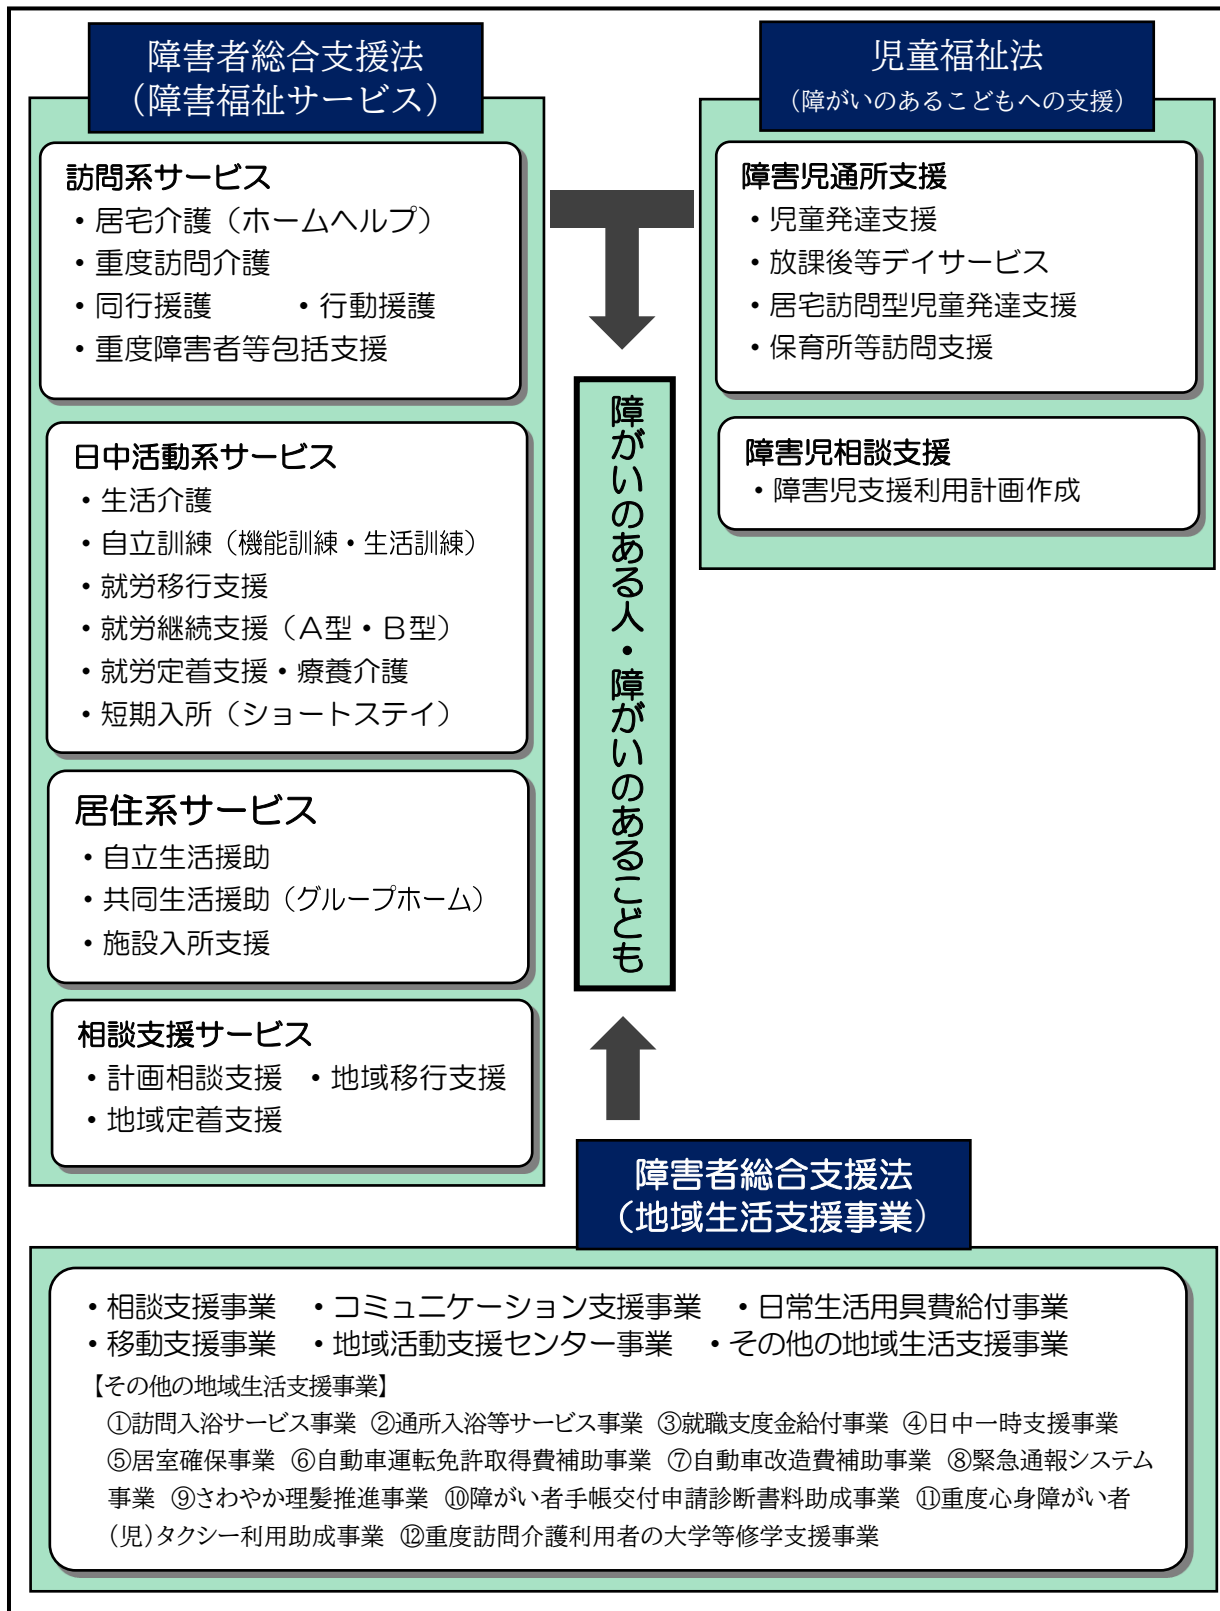 障害者総合支援法
（障害福祉サービス）
訪問系サービス
・居宅介護（ホームヘルプ）
・重度訪問介護
・同行援護　・行動援護
・重度障害者等包括支援
日中活動系サービス
・生活介護
・自立訓練（機能訓練・生活訓練）
・就労移行支援
・就労継続支援（Ａ型・Ｂ型）
・就労定着支援・療養介護
・短期入所（ショートステイ）
居住系サービス
・自立生活援助
・共同生活援助（グループホーム）
・施設入所支援
相談支援サービス
・計画相談支援　・地域移行支援
・地域定着支援
児童福祉法
（障がいのあるこどもへの支援）
障害児通所支援
・児童発達支援
・放課後等デイサービス
・居宅訪問型児童発達支援
・保育所等訪問支援
障害児相談支援
・障害児支援利用計画作成
障がいのある人・障がいのあるこども
障害者総合支援法
（地域生活支援事業）
・相談支援事業　・コミュニケーション支援事業　・日常生活用具費給付事業
・移動支援事業　・地域活動支援センター事業　・その他の地域生活支援事業
【その他の地域生活支援事業】
①訪問入浴サービス事業 ②通所入浴等サービス事業 ③就職支度金給付事業 ④日中一時支援事業
⑤居室確保事業 ⑥自動車運転免許取得費補助事業 ⑦自動車改造費補助事業 ⑧緊急通報システム
事業 ⑨さわやか理髪推進事業 ⑩障がい者手帳交付申請診断書料助成事業 ⑪重度心身障がい者
(児)タクシー利用助成事業 ⑫重度訪問介護利用者の大学等修学支援事業